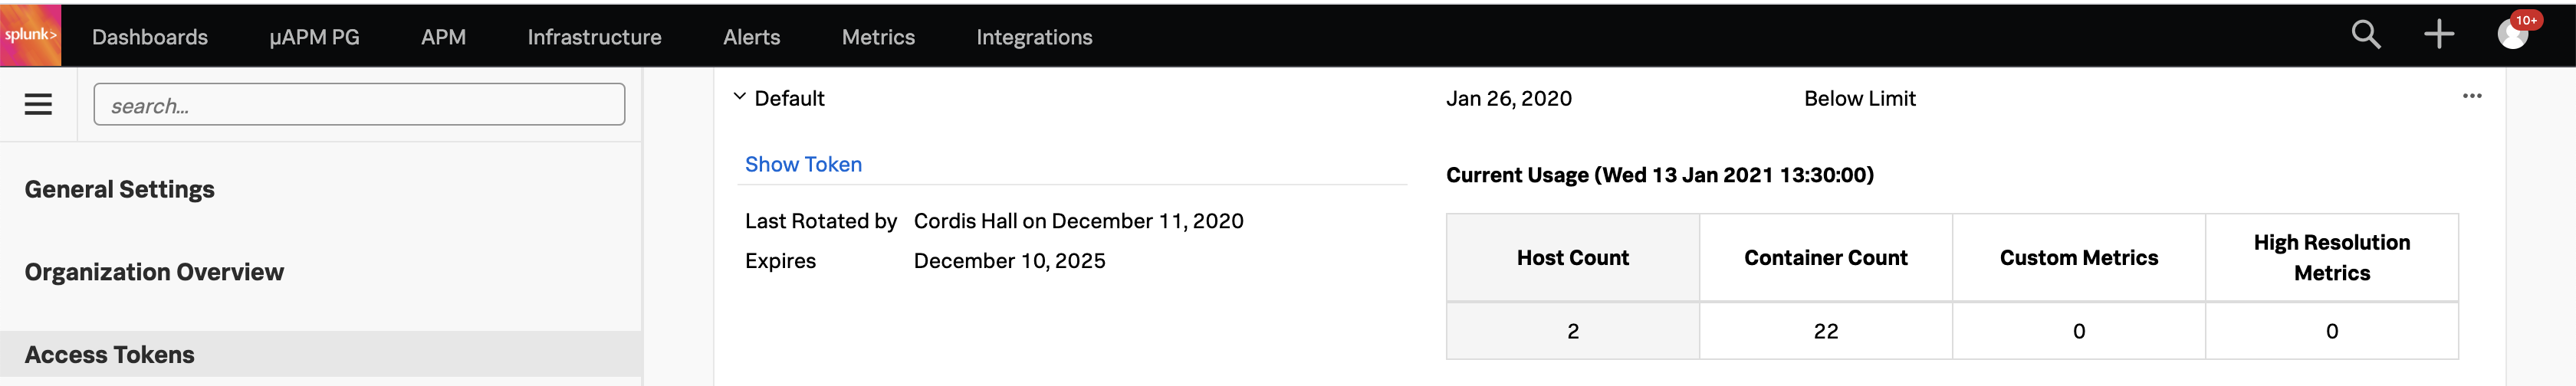 splunk> Dashboards µAPM PG APM Infrastructure Alerts Metrics Integrations 10+
search...
General Settings
Organization Overview
Access Tokens
Default Jan 26, 2020 Below Limit
Show Token
Last Rotated by Cordis Hall on December 11, 2020
Expires December 10, 2025
Current Usage (Wed 13 Jan 2021 13:30:00)
Host Count Container Count Custom Metrics High Resolution Metrics
2 22 0 0